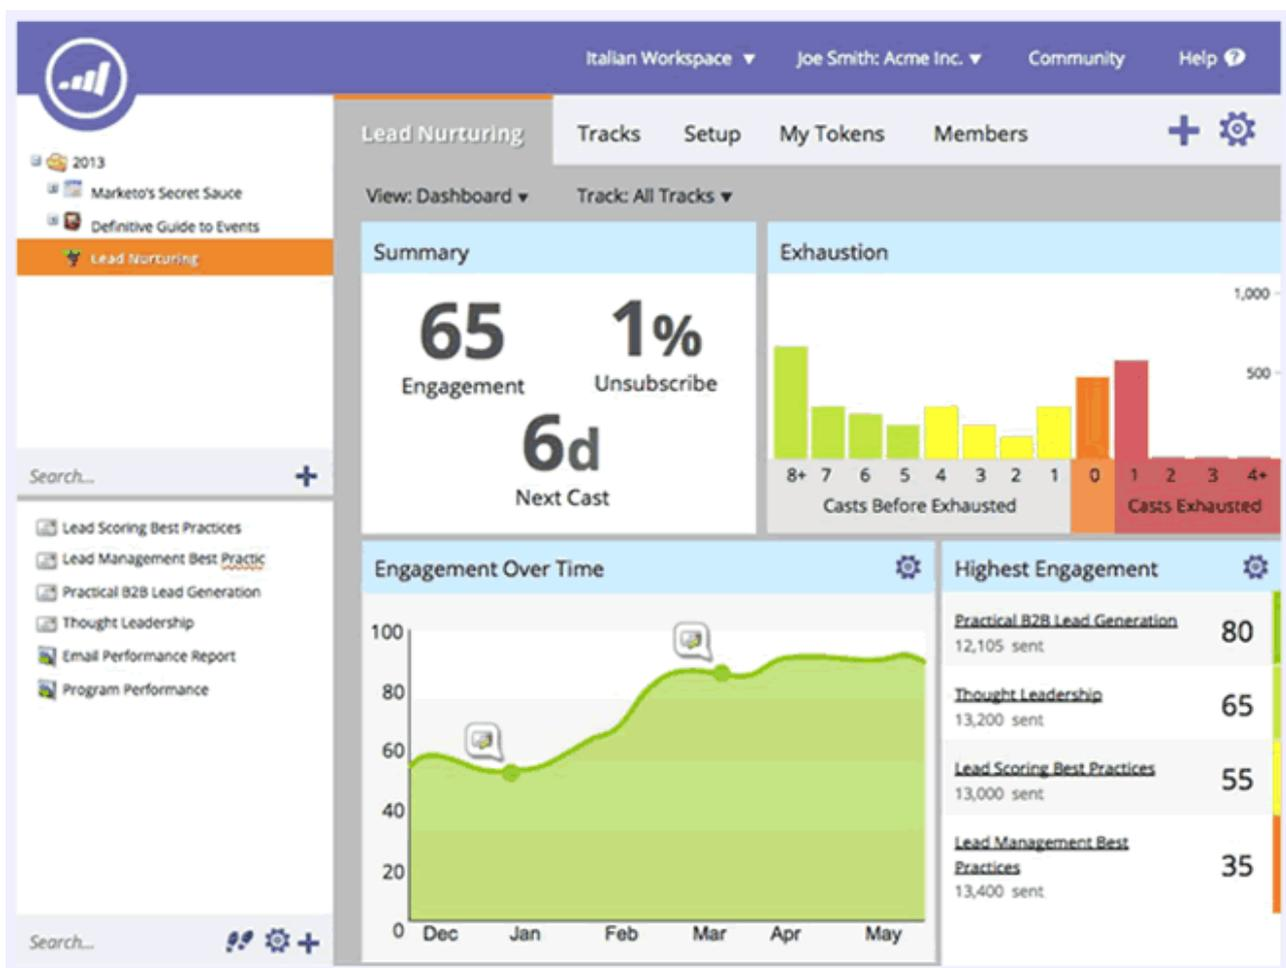 Italian Workspace ▼ Joe Smith: Acme Inc. ▼ Community Help ?
Lead Nurturing Tracks Setup My Tokens Members
2013
Marketo's Secret Sauce
Definitive Guide to Events
Lead Nurturing
Search...
Lead Scoring Best Practices
Lead Management Best Practic
Practical B2B Lead Generation
Thought Leadership
Email Performance Report
Program Performance
Search...
View: Dashboard ▼ Track: All Tracks ▼
Summary
65
Engagement
1%
Unsubscribe
6d
Next Cast
Exhaustion
1,000
500
8+ 7 6 5 4 3 2 1 0 1 2 3 4+
Casts Before Exhausted Casts Exhausted
Engagement Over Time
100
80
60
40
20
0
Dec Jan Feb Mar Apr May
Highest Engagement
Practical B2B Lead Generation
12,105 sent
80
Thought Leadership
13,200 sent
65
Lead Scoring Best Practices
13,000 sent
55
Lead Management Best
Practices
13,400 sent
35